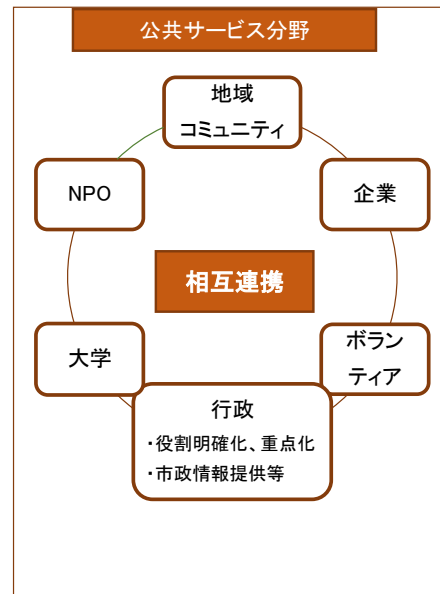 公共サービス分野
地域
コミュニティ
NPO
企業
相互連携
大学
ボラン
ティア
行政
・役割明確化、重点化
・市政情報提供等